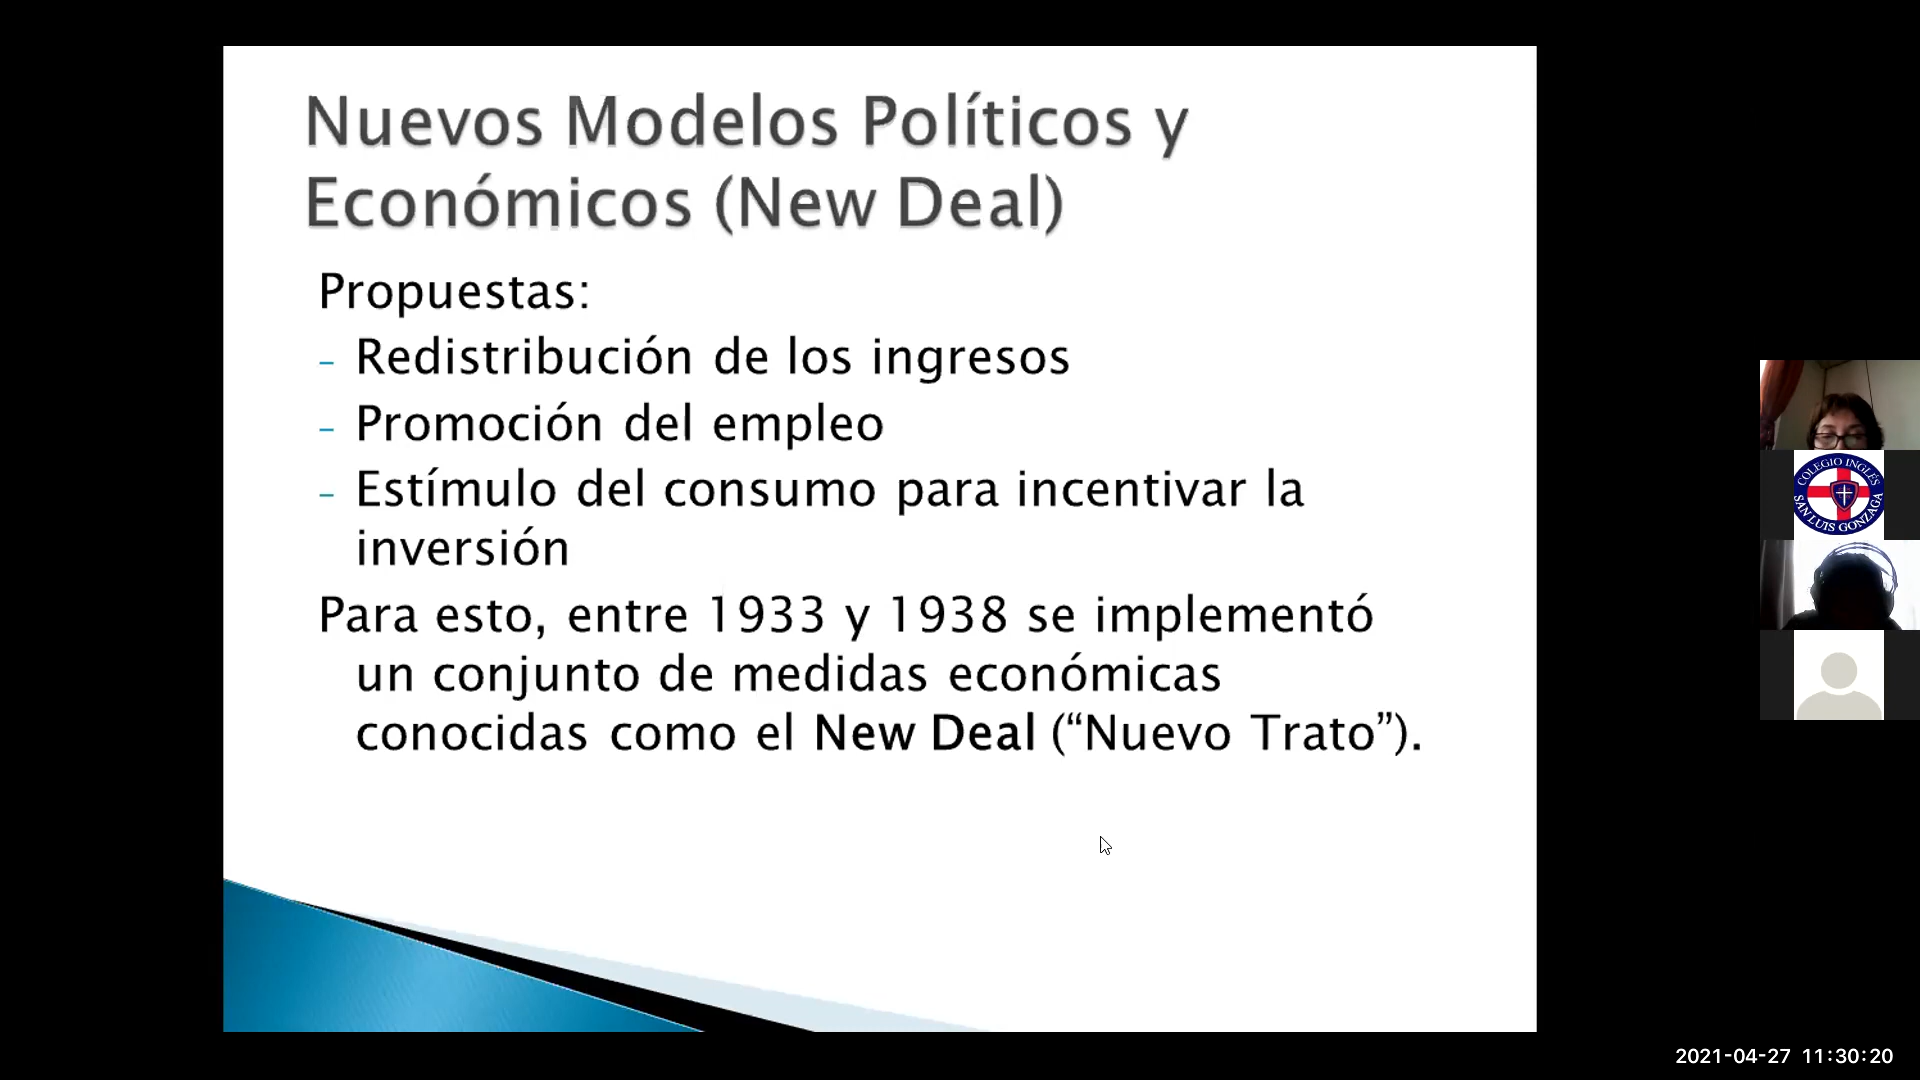 Nuevos Modelos Políticos y
Económicos (New Deal)
Propuestas:
– Redistribución de los ingresos
– Promoción del empleo
– Estímulo del consumo para incentivar la
inversión
Para esto, entre 1933 y 1938 se implementó
un conjunto de medidas económicas
conocidas como el New Deal (“Nuevo Trato”).
COLEGIO INGLÉS
SAN LUIS GONZAGA
2021-04-27 11:30:20